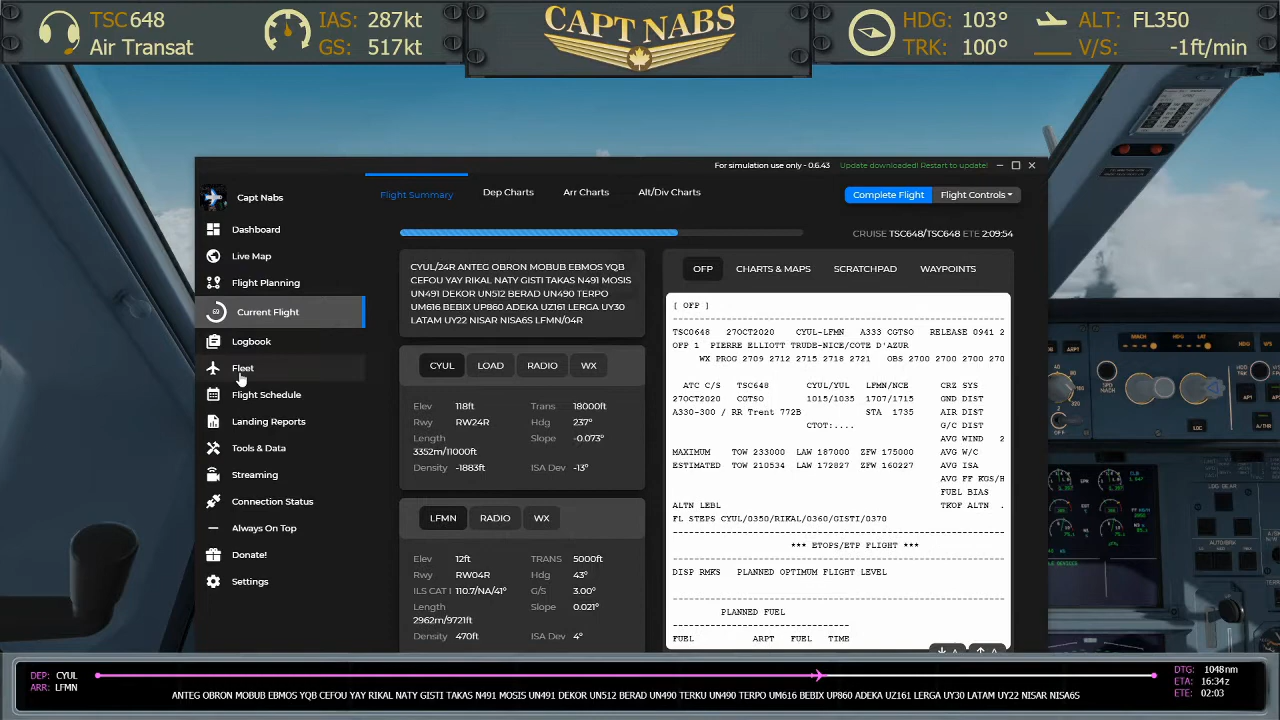 TSC648
Air Transat
IAS: 287kt
GS: 517kt
CAPT NABS
HDG: 103°
TRK: 100°
ALT: FL350
V/S: -1ft/min
For simulation use only - 0.6.43
Update downloaded! Restart to update!
Capt Nabs
Dashboard
Live Map
Flight Planning
69
Current Flight
Logbook
Fleet
Flight Schedule
Landing Reports
Tools & Data
Streaming
Connection Status
Always On Top
Donate!
Settings
Flight Summary
Dep Charts
Arr Charts
Alt/Div Charts
Complete Flight
Flight Controls
CRUISE TSC648/TSC648 ETE 2:09:54
CYUL/24R ANTEG OBRON MOBUB EBMOS YQB
CEFOU YAY RIKAL NATY GISTI TAKAS N491 MOSIS
UN491 DEKOR UN512 BERAD UN490 TERPO
UM616 BEBIX UP860 ADEKA UZ161 LERGA UY30
LATAM UY22 NISAR NISA6S LFMN/04R
CYUL LOAD RADIO WX
Elev 118ft Trans 18000ft
Rwy RW24R Hdg 237°
Length Slope -0.073°
3352m/11000ft
Density -1883ft ISA Dev -13°
LFMN RADIO WX
Elev 12ft TRANS 5000ft
Rwy RW04R Hdg 43°
ILS CAT I 110.7/NA/41° G/S 3.00°
Length Slope 0.021°
2962m/9721ft
Density 470ft ISA Dev 4°
OFP CHARTS & MAPS SCRATCHPAD WAYPOINTS
[ OFP ]
TSC0648 27OCT2020 CYUL-LFMN A333 CGTSO RELEASE 0941 2
OFP 1 PIERRE ELLIOTT TRUDE-NICE/COTE D'AZUR
WX PROG 2709 2712 2715 2718 2721 OBS 2700 2700 2700 270
ATC C/S TSC648 CYUL/YUL LFMN/NCE CRZ SYS
27OCT2020 CGTSO 1015/1035 1707/1715 GND DIST
A330-300 / RR Trent 772B STA 1735 AIR DIST
CTOT:.... G/C DIST
AVG WIND 2
MAXIMUM TOW 233000 LAW 187000 ZFW 175000 AVG W/C
ESTIMATED TOW 210534 LAW 172827 ZFW 160227 AVG ISA
AVG FF KGS/H
FUEL BIAS
ALTN LEBL TKOF ALTN .
FL STEPS CYUL/0350/RIKAL/0360/GISTI/0370
*** ETOPS/ETP FLIGHT ***
DISP RMKS PLANNED OPTIMUM FLIGHT LEVEL
PLANNED FUEL
FUEL ARPT FUEL TIME
DEP: CYUL
ARR: LFMN
ANTEG OBRON MOBUB EBMOS YQB CEFOU YAY RIKAL NATY GISTI TAKAS N491 MOSIS UN491 DEKOR UN512 BERAD UN490 TERKU UN490 TERPO UM616 BEBIX UP860 ADEKA UZ161 LERGA UY30 LATAM UY22 NISAR NISA6S
DTG: 1048nm
ETA: 16:34z
ETE: 02:03